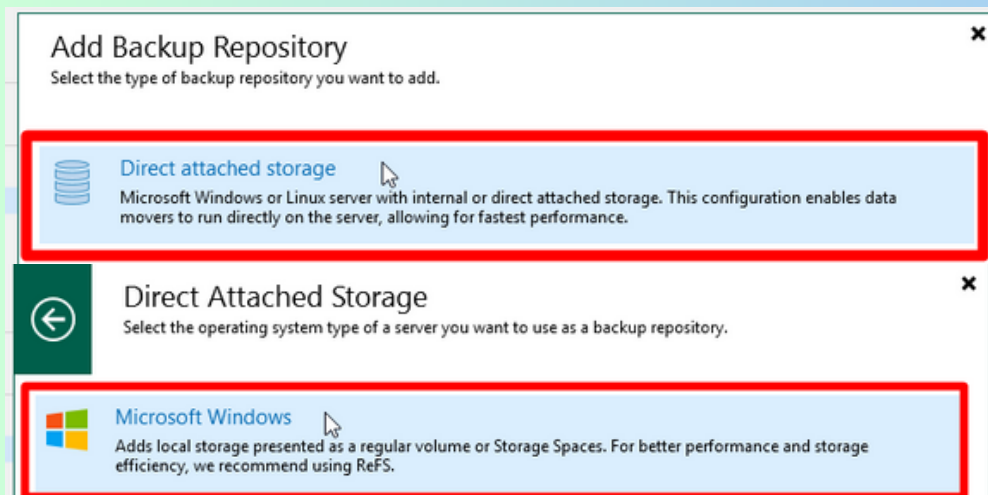 Add Backup Repository
Select the type of backup repository you want to add.
Direct attached storage
Microsoft Windows or Linux server with internal or direct attached storage. This configuration enables data
movers to run directly on the server, allowing for fastest performance.
Direct Attached Storage
Select the operating system type of a server you want to use as a backup repository.
Microsoft Windows
Adds local storage presented as a regular volume or Storage Spaces. For better performance and storage
efficiency, we recommend using ReFS.